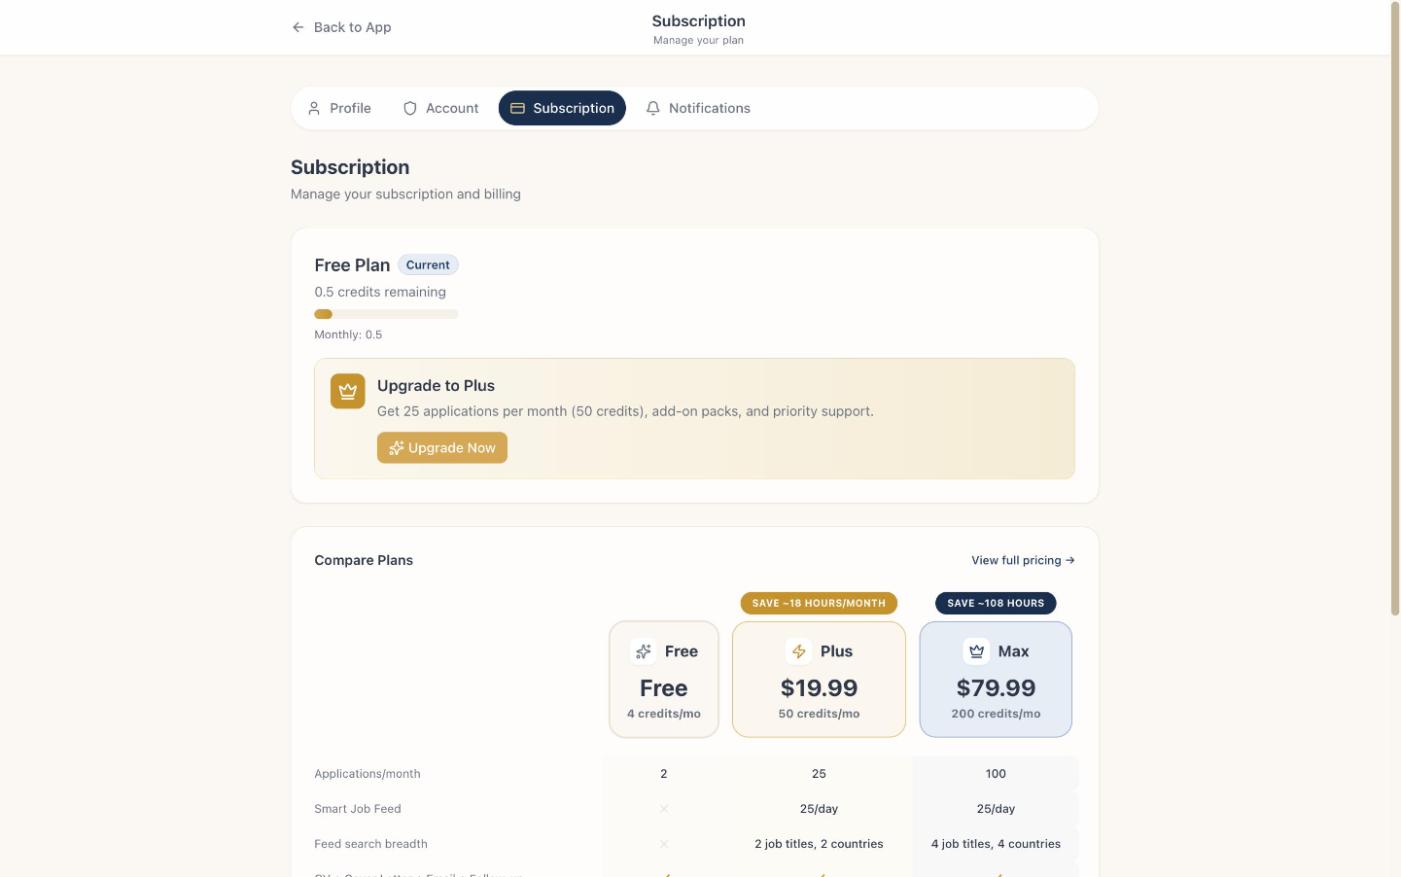 Back to App
Subscription
Manage your plan
Profile
Account
Subscription
Notifications
Subscription
Manage your subscription and billing
Free Plan
Current
0.5 credits remaining
Monthly: 0.5
Upgrade to Plus
Get 25 applications per month (50 credits), add-on packs, and priority support.
Upgrade Now
Compare Plans
View full pricing →
SAVE ~18 HOURS/MONTH
SAVE ~108 HOURS
Free
Free
4 credits/mo
Plus
$19.99
50 credits/mo
Max
$79.99
200 credits/mo
Applications/month 2 25 100
Smart Job Feed 25/day 25/day
Feed search breadth 2 job titles, 2 countries 4 job titles, 4 countries